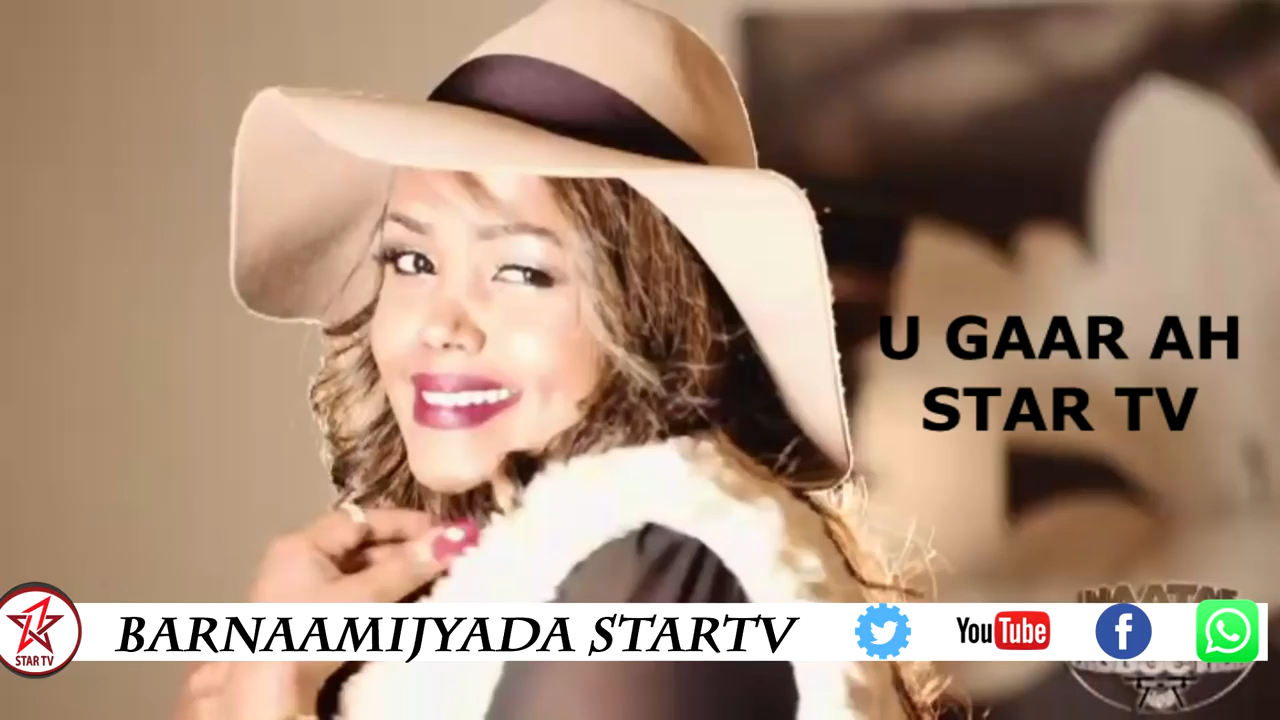 U GAAR AH
STAR TV
BARNAAMIJYADA STARTV
YouTube
STAR TV